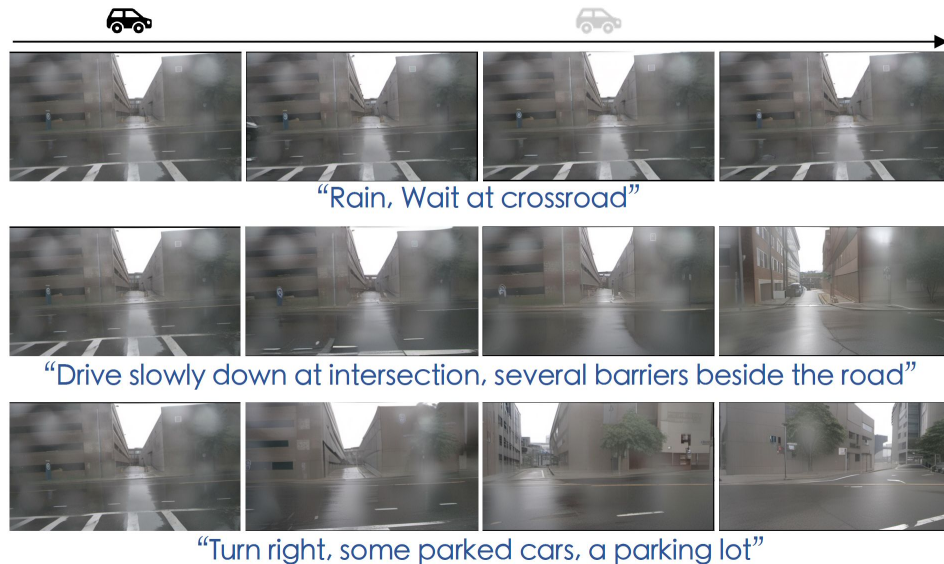 “Rain, Wait at crossroad”
“Drive slowly down at intersection, several barriers beside the road”
“Turn right, some parked cars, a parking lot”